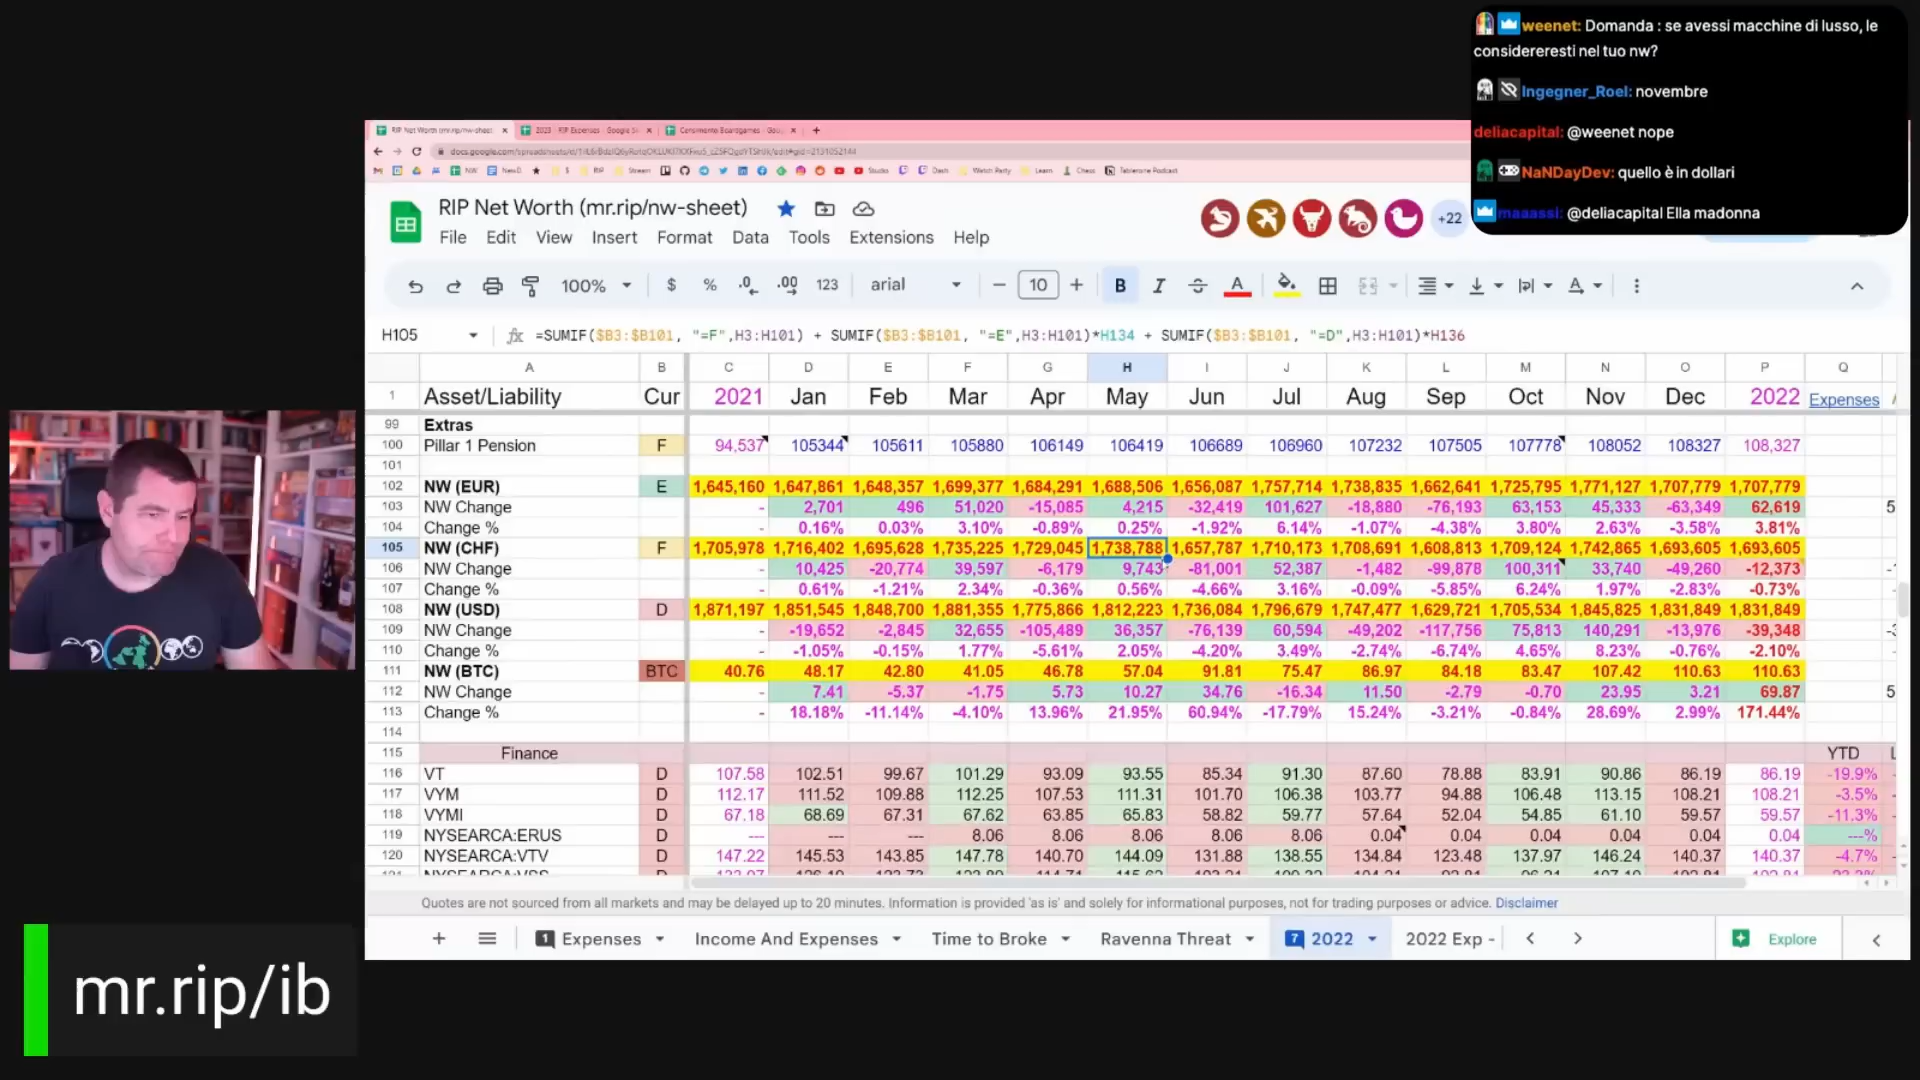 weenet: Domanda : se avessi macchine di lusso, le
considereresti nel tuo nw?
Ingegner_Roel: novembre
deliacapital: @weenet nope
NaNDayDev: quello è in dollari
maaassi: @deliacapital Ella madonna
RIP Net Worth (mr.rip/nw-sheet)
+22
File Edit View Insert Format Data Tools Extensions Help
100% $ % .0 .00 123 arial 10 B I A
H105 fx =SUMIF($B3:$B101, "=F",H3:H101) + SUMIF($B3:$B101, "=E",H3:H101)*H134 + SUMIF($B3:$B101, "=D",H3:H101)*H136
A B C D E F G H I J K L M N O P Q
1 Asset/Liability Cur 2021 Jan Feb Mar Apr May Jun Jul Aug Sep Oct Nov Dec 2022 Expenses
99 Extras
100 Pillar 1 Pension F 94,537 105344 105611 105880 106149 106419 106689 106960 107232 107505 107778 108052 108327 108,327
101
102 NW (EUR) E 1,645,160 1,647,861 1,648,357 1,699,377 1,684,291 1,688,506 1,656,087 1,757,714 1,738,835 1,662,641 1,725,795 1,771,127 1,707,779 1,707,779
103 NW Change - 2,701 496 51,020 -15,085 4,215 -32,419 101,627 -18,880 -76,193 63,153 45,333 -63,349 62,619 5
104 Change % - 0.16% 0.03% 3.10% -0.89% 0.25% -1.92% 6.14% -1.07% -4.38% 3.80% 2.63% -3.58% 3.81%
105 NW (CHF) F 1,705,978 1,716,402 1,695,628 1,735,225 1,729,045 1,738,788 1,657,787 1,710,173 1,708,691 1,608,813 1,709,124 1,742,865 1,693,605 1,693,605
106 NW Change - 10,425 -20,774 39,597 -6,179 9,743 -81,001 52,387 -1,482 -99,878 100,311 33,740 -49,260 -12,373
107 Change % - 0.61% -1.21% 2.34% -0.36% 0.56% -4.66% 3.16% -0.09% -5.85% 6.24% 1.97% -2.83% -0.73%
108 NW (USD) D 1,871,197 1,851,545 1,848,700 1,881,355 1,775,866 1,812,223 1,736,084 1,796,679 1,747,477 1,629,721 1,705,534 1,845,825 1,831,849 1,831,849
109 NW Change - -19,652 -2,845 32,655 -105,489 36,357 -76,139 60,594 -49,202 -117,756 75,813 140,291 -13,976 -39,348
110 Change % - -1.05% -0.15% 1.77% -5.61% 2.05% -4.20% 3.49% -2.74% -6.74% 4.65% 8.23% -0.76% -2.10%
111 NW (BTC) BTC 40.76 48.17 42.80 41.05 46.78 57.04 91.81 75.47 86.97 84.18 83.47 107.42 110.63 110.63
112 NW Change - 7.41 -5.37 -1.75 5.73 10.27 34.76 -16.34 11.50 -2.79 -0.70 23.95 3.21 69.87 5
113 Change % - 18.18% -11.14% -4.10% 13.96% 21.95% 60.94% -17.79% 15.24% -3.21% -0.84% 28.69% 2.99% 171.44%
114
115 Finance YTD
116 VT D 107.58 102.51 99.67 101.29 93.09 93.55 85.34 91.30 87.60 78.88 83.91 90.86 86.19 86.19 -19.9%
117 VYM D 112.17 111.52 109.88 112.25 107.53 111.31 101.70 106.38 103.77 94.88 106.48 113.15 108.21 108.21 -3.5%
118 VYMI D 67.18 68.69 67.31 67.62 63.85 65.83 58.82 59.77 57.64 52.04 54.85 61.10 59.57 59.57 -11.3%
119 NYSEARCA:ERUS D --- --- --- 8.06 8.06 8.06 8.06 8.06 0.04 0.04 0.04 0.04 0.04 0.04 ---%
120 NYSEARCA:VTV D 147.22 145.53 143.85 147.78 140.70 144.09 131.88 138.55 134.84 123.48 137.97 146.24 140.37 140.37 -4.7%
Quotes are not sourced from all markets and may be delayed up to 20 minutes. Information is provided 'as is' and solely for informational purposes, not for trading purposes or advice. Disclaimer
1 Expenses Income And Expenses Time to Broke Ravenna Threat 7 2022 2022 Exp - Explore
mr.rip/ib